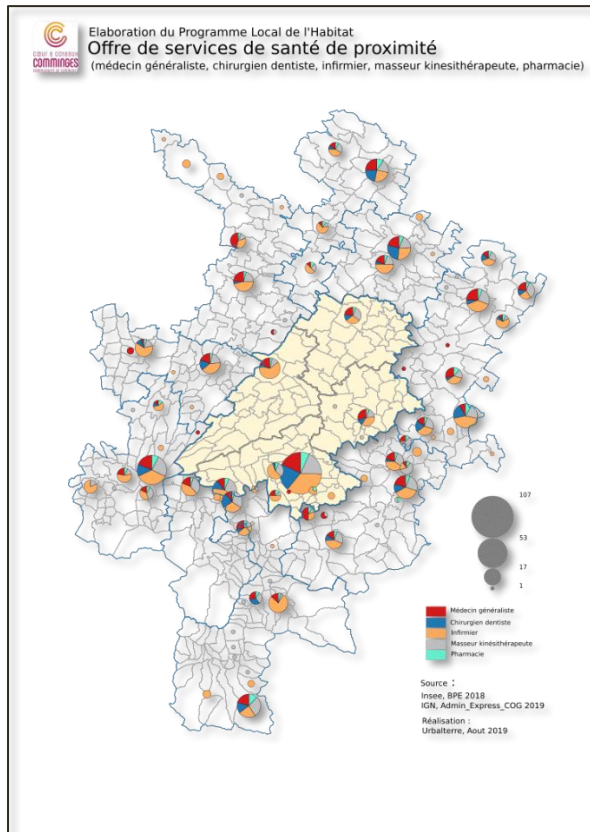 Elaboration du Programme Local de l'Habitat
Offre de services de santé de proximité
(médecin généraliste, chirurgien dentiste, infirmier, masseur kinesithérapeute, pharmacie)
CŒUR & COTEAUX
COMMINGES
107
53
17
1
Médecin généraliste
Chirurgien dentiste
Infirmier
Masseur kinésithérapeute
Pharmacie
Source :
Insee, BPE 2018
IGN, Admin_Express_COG 2019
Réalisation :
Urbalterre, Aout 2019